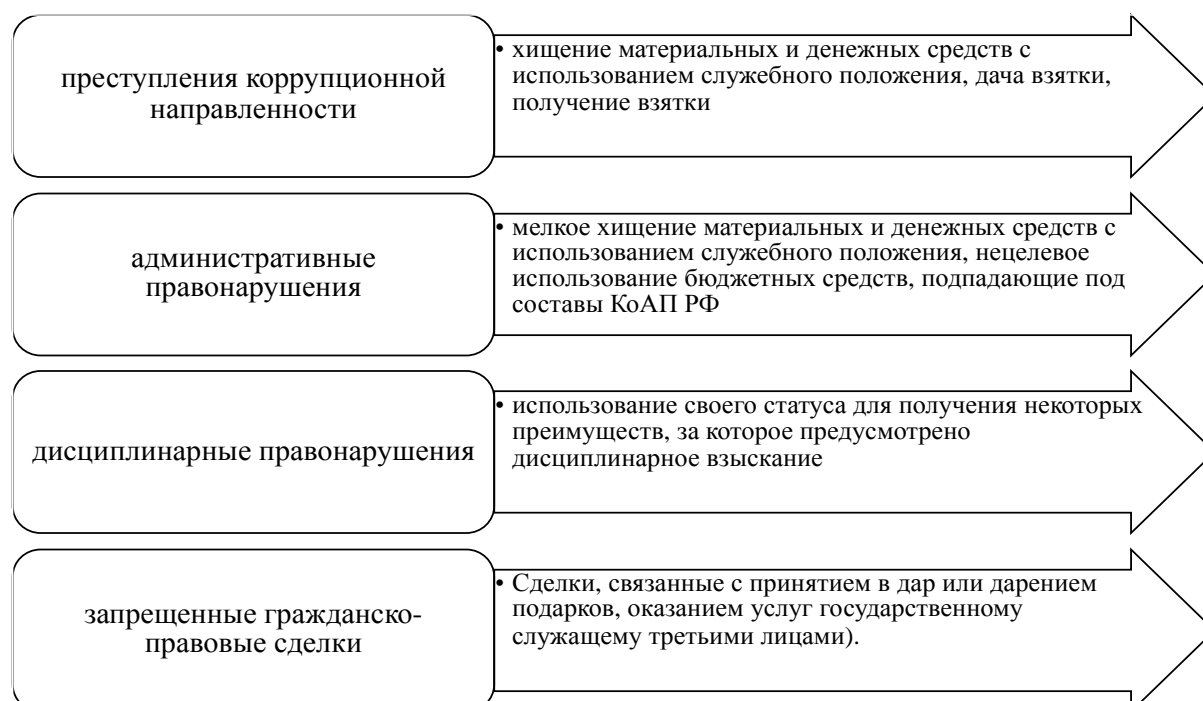 преступления коррупционной
направленности
• хищение материальных и денежных средств с
использованием служебного положения, дача взятки,
получение взятки
административные
правонарушения
• мелкое хищение материальных и денежных средств с
использованием служебного положения, нецелевое
использование бюджетных средств, подпадающие под
составы КоАП РФ
дисциплинарные правонарушения
• использование своего статуса для получения некоторых
преимуществ, за которое предусмотрено
дисциплинарное взыскание
запрещенные гражданско-
правовые сделки
• Сделки, связанные с принятием в дар или дарением
подарков, оказанием услуг государственному
служащему третьими лицами).